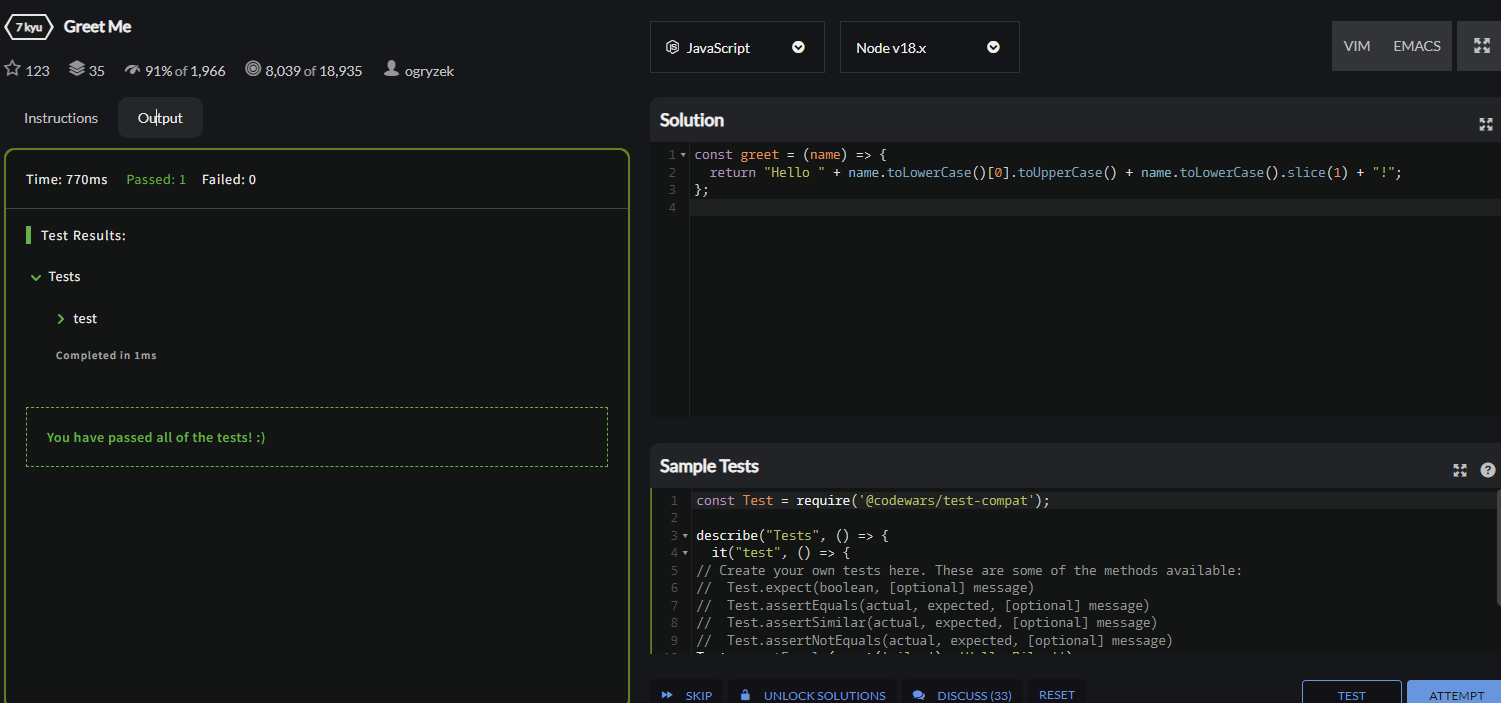 7 kyu Greet Me
123 35 91% of 1,966 8,039 of 18,935 ogryzek
Instructions Output
Time: 770ms Passed: 1 Failed: 0
Test Results:
Tests
test
Completed in 1ms
You have passed all of the tests! :)
JavaScript Node v18.x VIM EMACS
Solution
1 const greet = (name) => {
2 return "Hello " + name.toLowerCase()[0].toUpperCase() + name.toLowerCase().slice(1) + "!";
3 };
4
Sample Tests
?
1 const Test = require('@codewars/test-compat');
2
3 describe("Tests", () => {
4 it("test", () => {
5 // Create your own tests here. These are some of the methods available:
6 // Test.expect(boolean, [optional] message)
7 // Test.assertEquals(actual, expected, [optional] message)
8 // Test.assertSimilar(actual, expected, [optional] message)
9 // Test.assertNotEquals(actual, expected, [optional] message)
SKIP UNLOCK SOLUTIONS DISCUSS (33) RESET TEST ATTEMPT